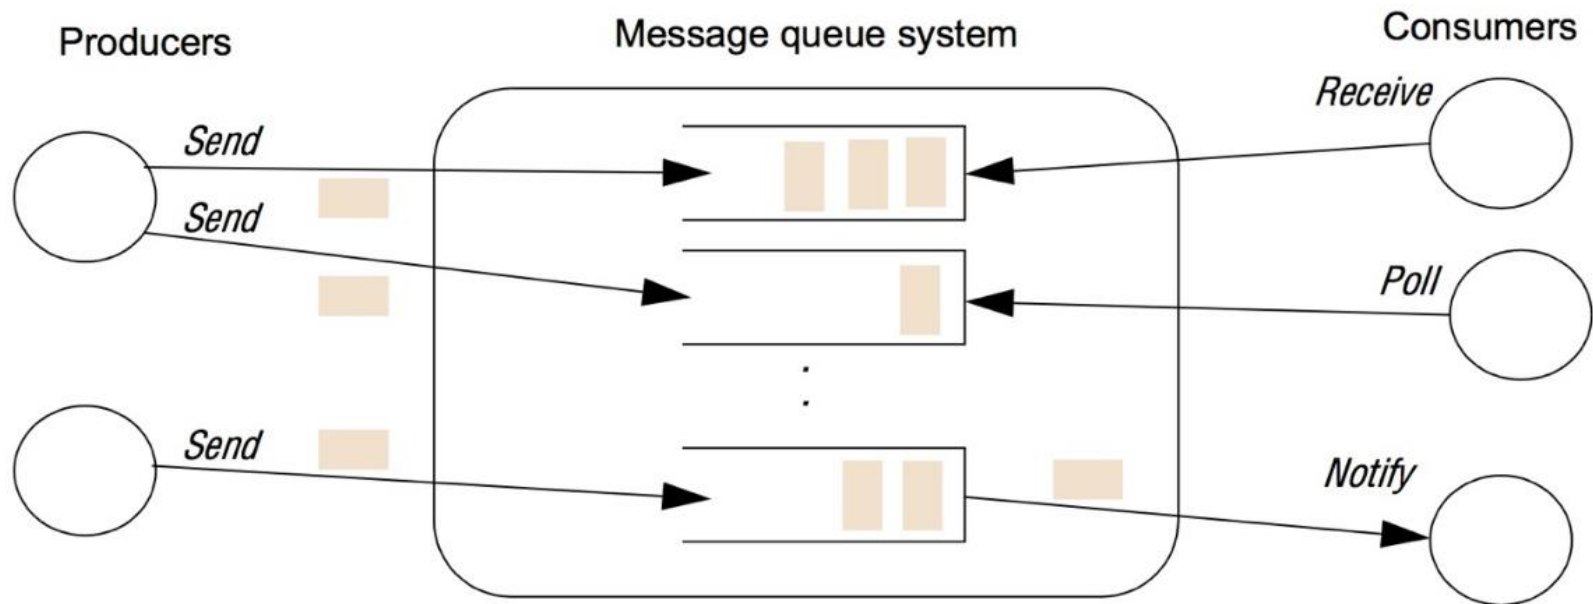 Producers
Message queue system
Consumers
Send
Receive
Send
Poll
Send
Notify